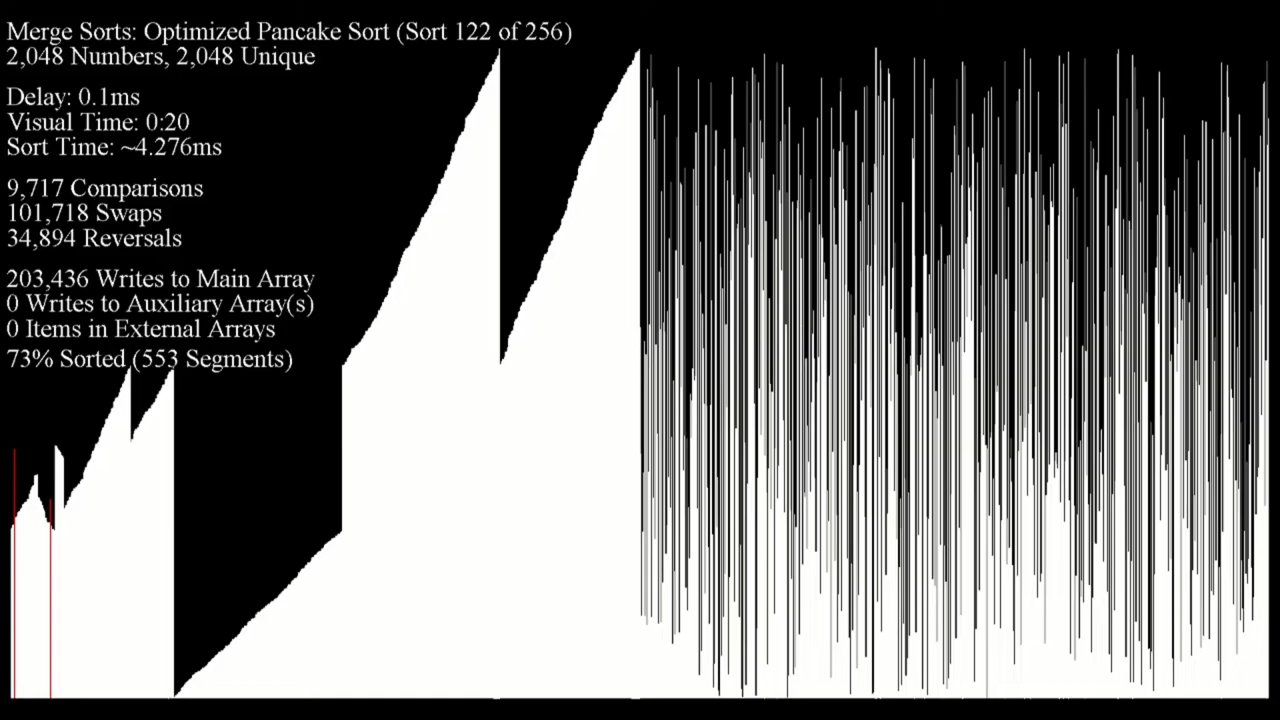 Merge Sorts: Optimized Pancake Sort (Sort 122 of 256)
2,048 Numbers, 2,048 Unique
Delay: 0.1ms
Visual Time: 0:20
Sort Time: ~4.276ms
9,717 Comparisons
101,718 Swaps
34,894 Reversals
203,436 Writes to Main Array
0 Writes to Auxiliary Array(s)
0 Items in External Arrays
73% Sorted (553 Segments)